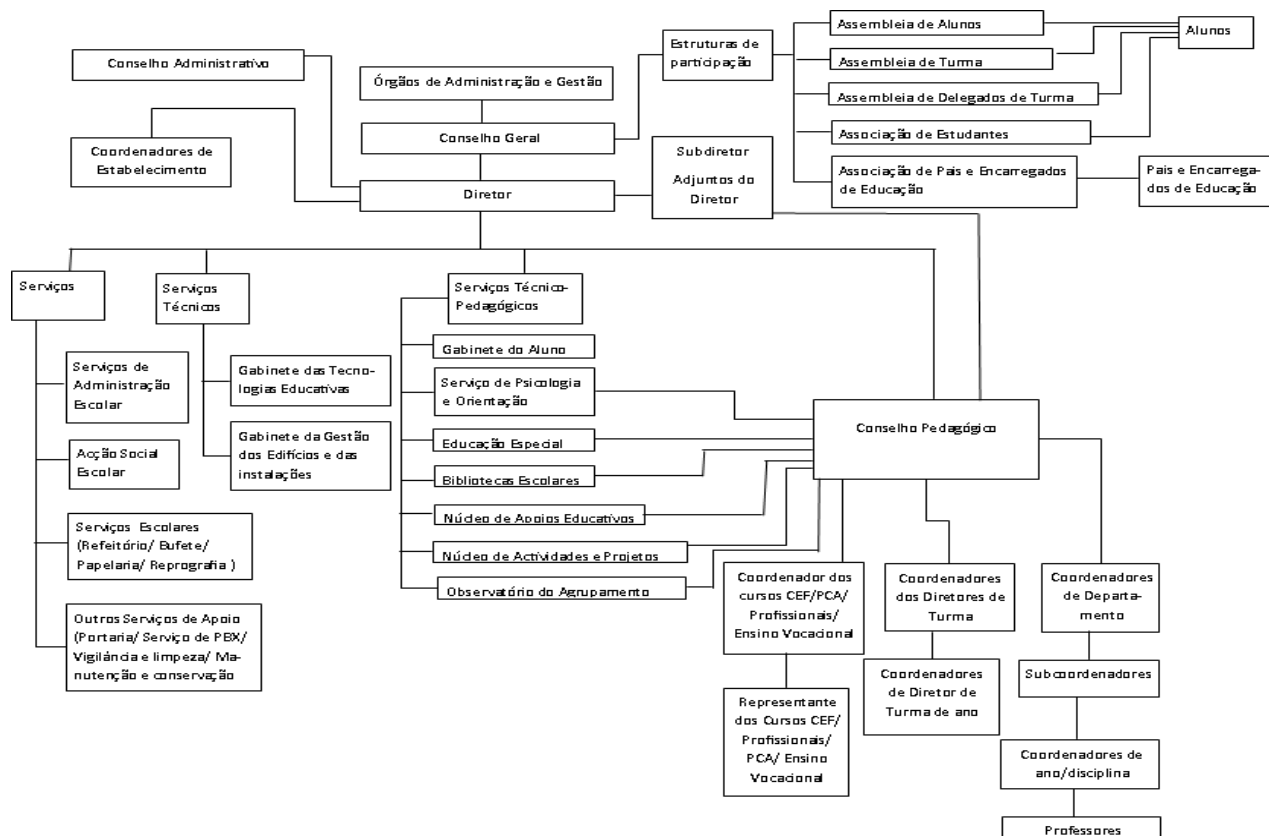 Conselho Administrativo
Órgãos de Administração e Gestão
Estruturas de
participação
Assembleia de Alunos
Alunos
Assembleia de Turma
Assembleia de Delegados de Turma
Associação de Estudantes
Associação de Pais e Encarregados
de Educação
Pais e Encarrega-
dos de Educação
Conselho Geral
Coordenadores de
Estabelecimento
Subdiretor
Adjuntos do
Diretor
Diretor
Serviços
Serviços
Técnicos
Serviços Técnico-
Pedagógicos
Serviços de
Administração
Escolar
Acção Social
Escolar
Serviços Escolares
(Refeitório/ Bufete/
Papelaria/ Reprografia )
Outros Serviços de Apoio
(Portaria/ Serviço de PBX/
Vigilância e limpeza/ Ma-
nutenção e conservação
Gabinete das Tecno-
logias Educativas
Gabinete da Gestão
dos Edifícios e das
instalações
Gabinete do Aluno
Serviço de Psicologia
e Orientação
Educação Especial
Bibliotecas Escolares
Núcleo de Apoios Educativos
Núcleo de Actividades e Projetos
Observatório do Agrupamento
Conselho Pedagógico
Coordenador dos
cursos CEF/PCA/
Profissionais/
Ensino Vocacional
Representante
dos Cursos CEF/
Profissionais/
PCA/ Ensino
Vocacional
Coordenadores
dos Diretores de
Turma
Coordenadores
de Diretor de
Turma de ano
Coordenadores
de Departa-
mento
Subcoordenadores
Coordenadores de
ano/disciplina
Professores